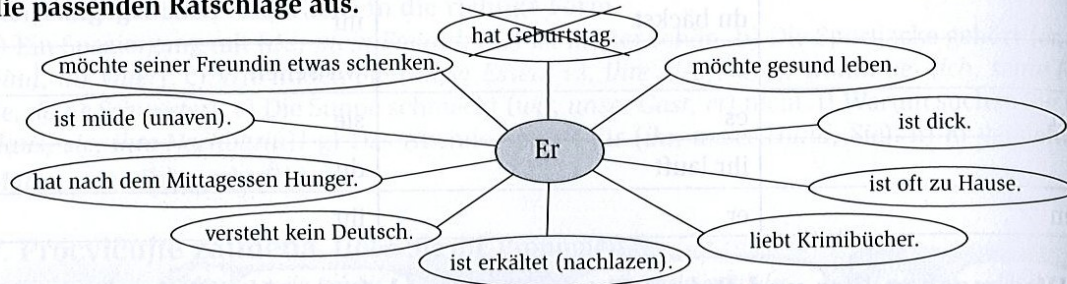 die passenden Ratschläge aus.
hat Geburtstag.
möchte seiner Freundin etwas schenken.
möchte gesund leben.
ist müde (unaven).
ist dick.
Er
hat nach dem Mittagessen Hunger.
ist oft zu Hause.
versteht kein Deutsch.
liebt Krimibücher.
ist erkältet (nachlazen).